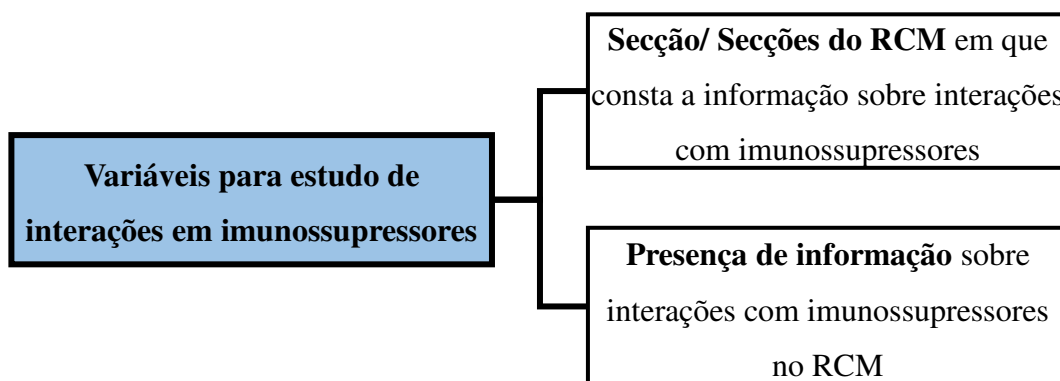 Secção/ Secções do RCM em que
consta a informação sobre interações
com imunossupressores
Variáveis para estudo de
interações em imunossupressores
Presença de informação sobre
interações com imunossupressores
no RCM